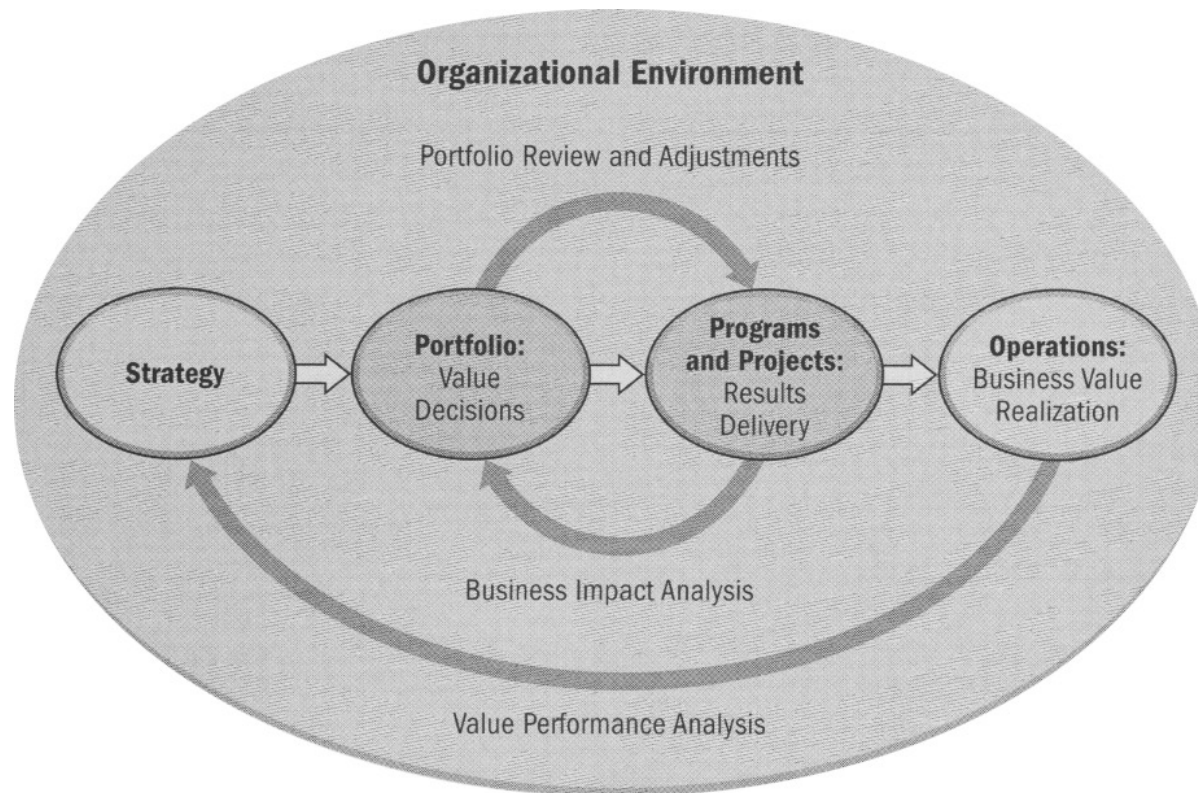 Organizational Environment
Portfolio Review and Adjustments
Strategy
Portfolio:
Value
Decisions
Programs
and Projects:
Results
Delivery
Operations:
Business Value
Realization
Business Impact Analysis
Value Performance Analysis